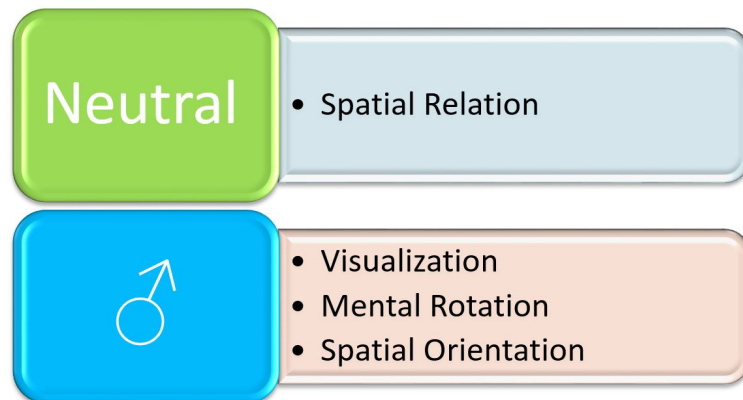 Neutral
• Spatial Relation
♂
• Visualization
• Mental Rotation
• Spatial Orientation